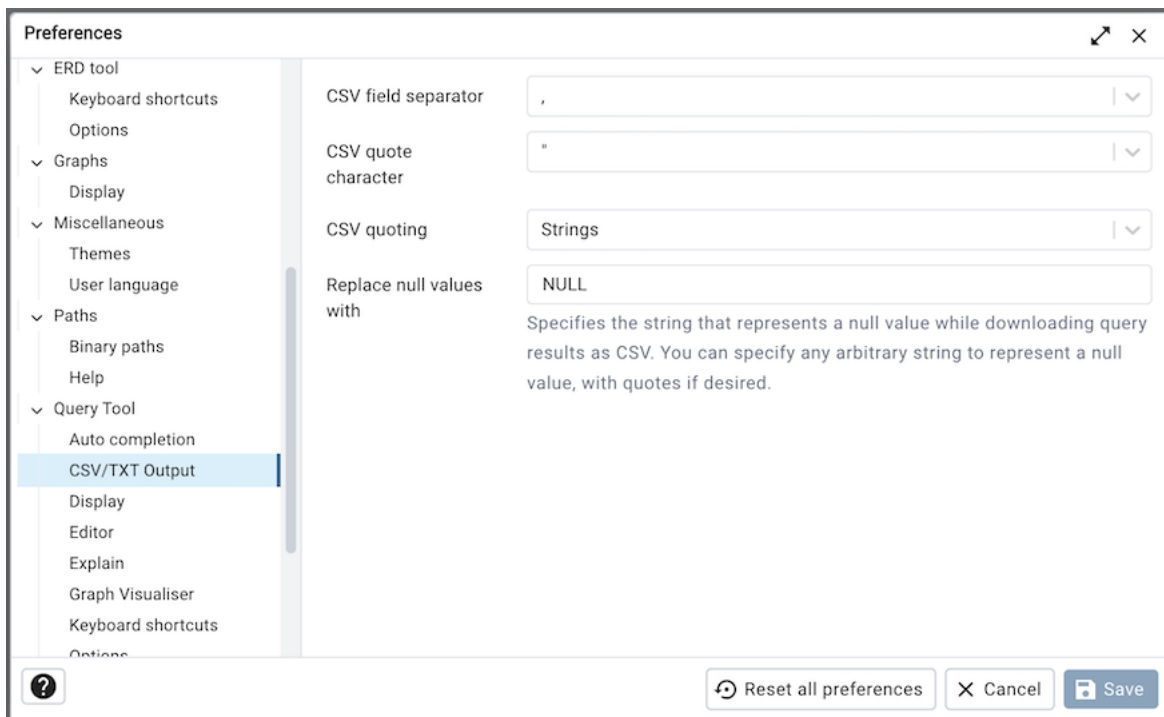 Preferences
ERD tool
Keyboard shortcuts
Options
Graphs
Display
Miscellaneous
Themes
User language
Paths
Binary paths
Help
Query Tool
Auto completion
CSV/TXT Output
Display
Editor
Explain
Graph Visualiser
Keyboard shortcuts
Options
CSV field separator
,
CSV quote
character
"
CSV quoting
Strings
Replace null values
with
NULL
Specifies the string that represents a null value while downloading query
results as CSV. You can specify any arbitrary string to represent a null
value, with quotes if desired.
?
Reset all preferences
Cancel
Save